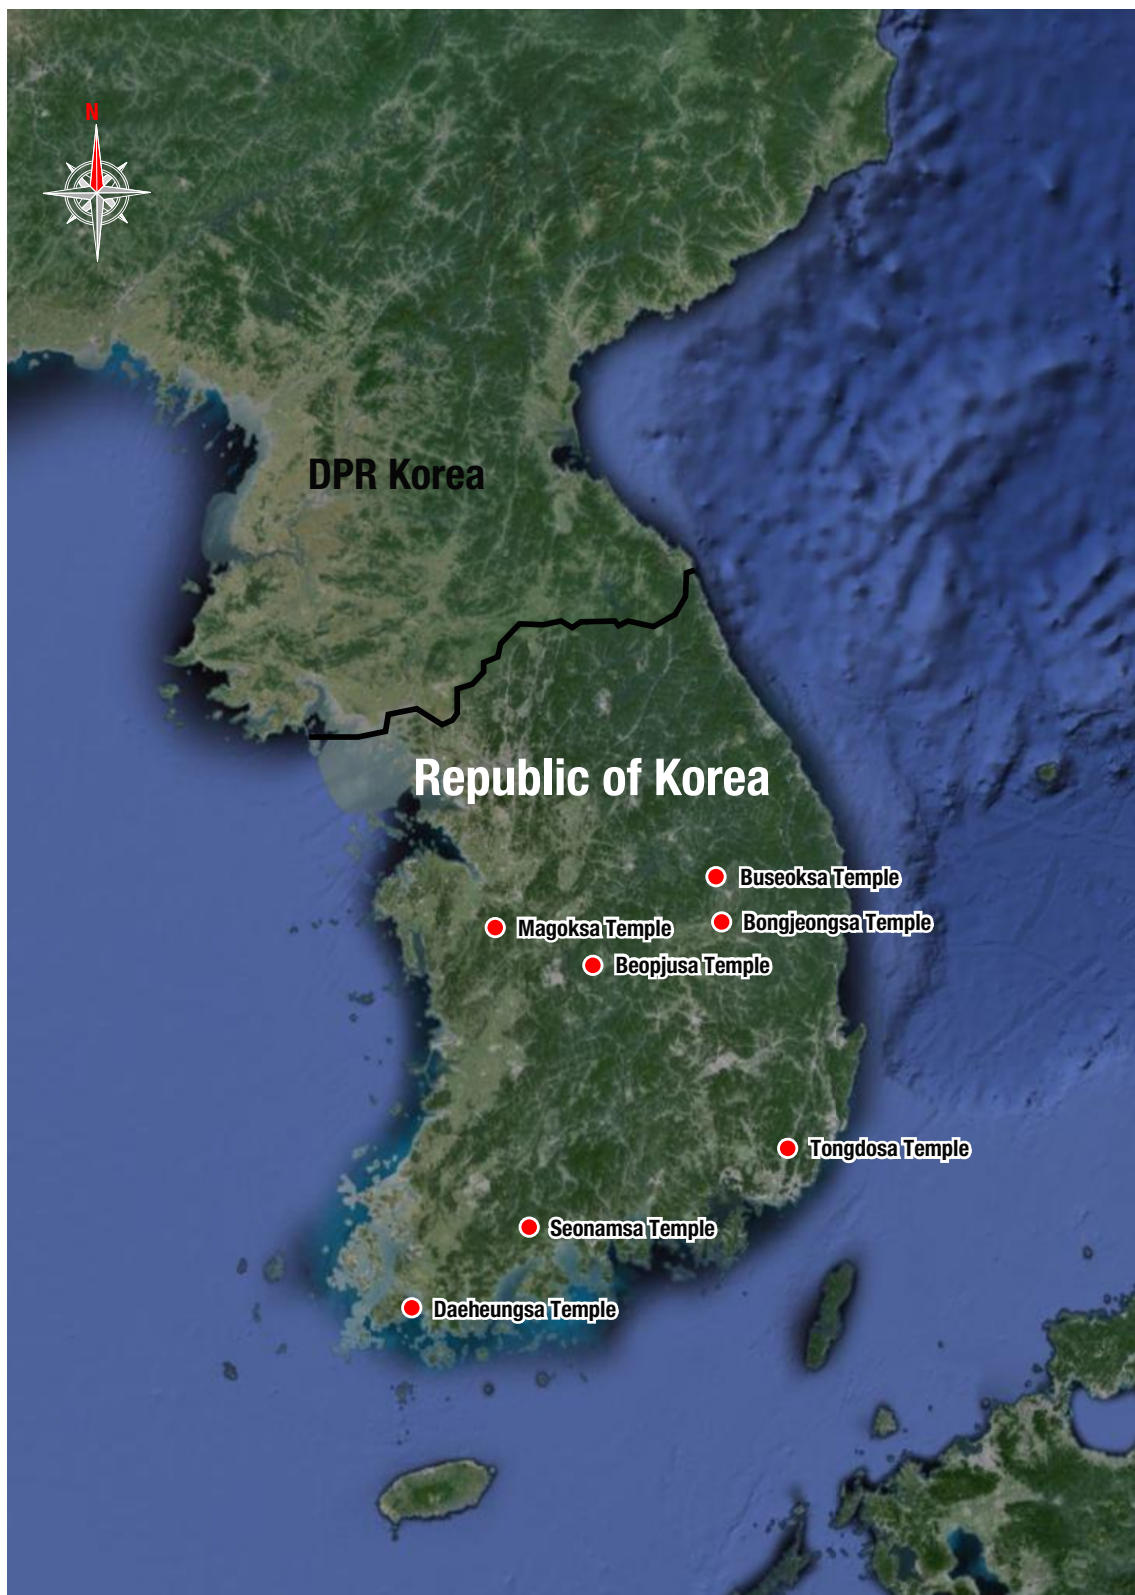 N
DPR Korea
Republic of Korea
Buseoksa Temple
Bongjeongsa Temple
Magoksa Temple
Beopjusa Temple
Tongdosa Temple
Seonamsa Temple
Daeheungsa Temple